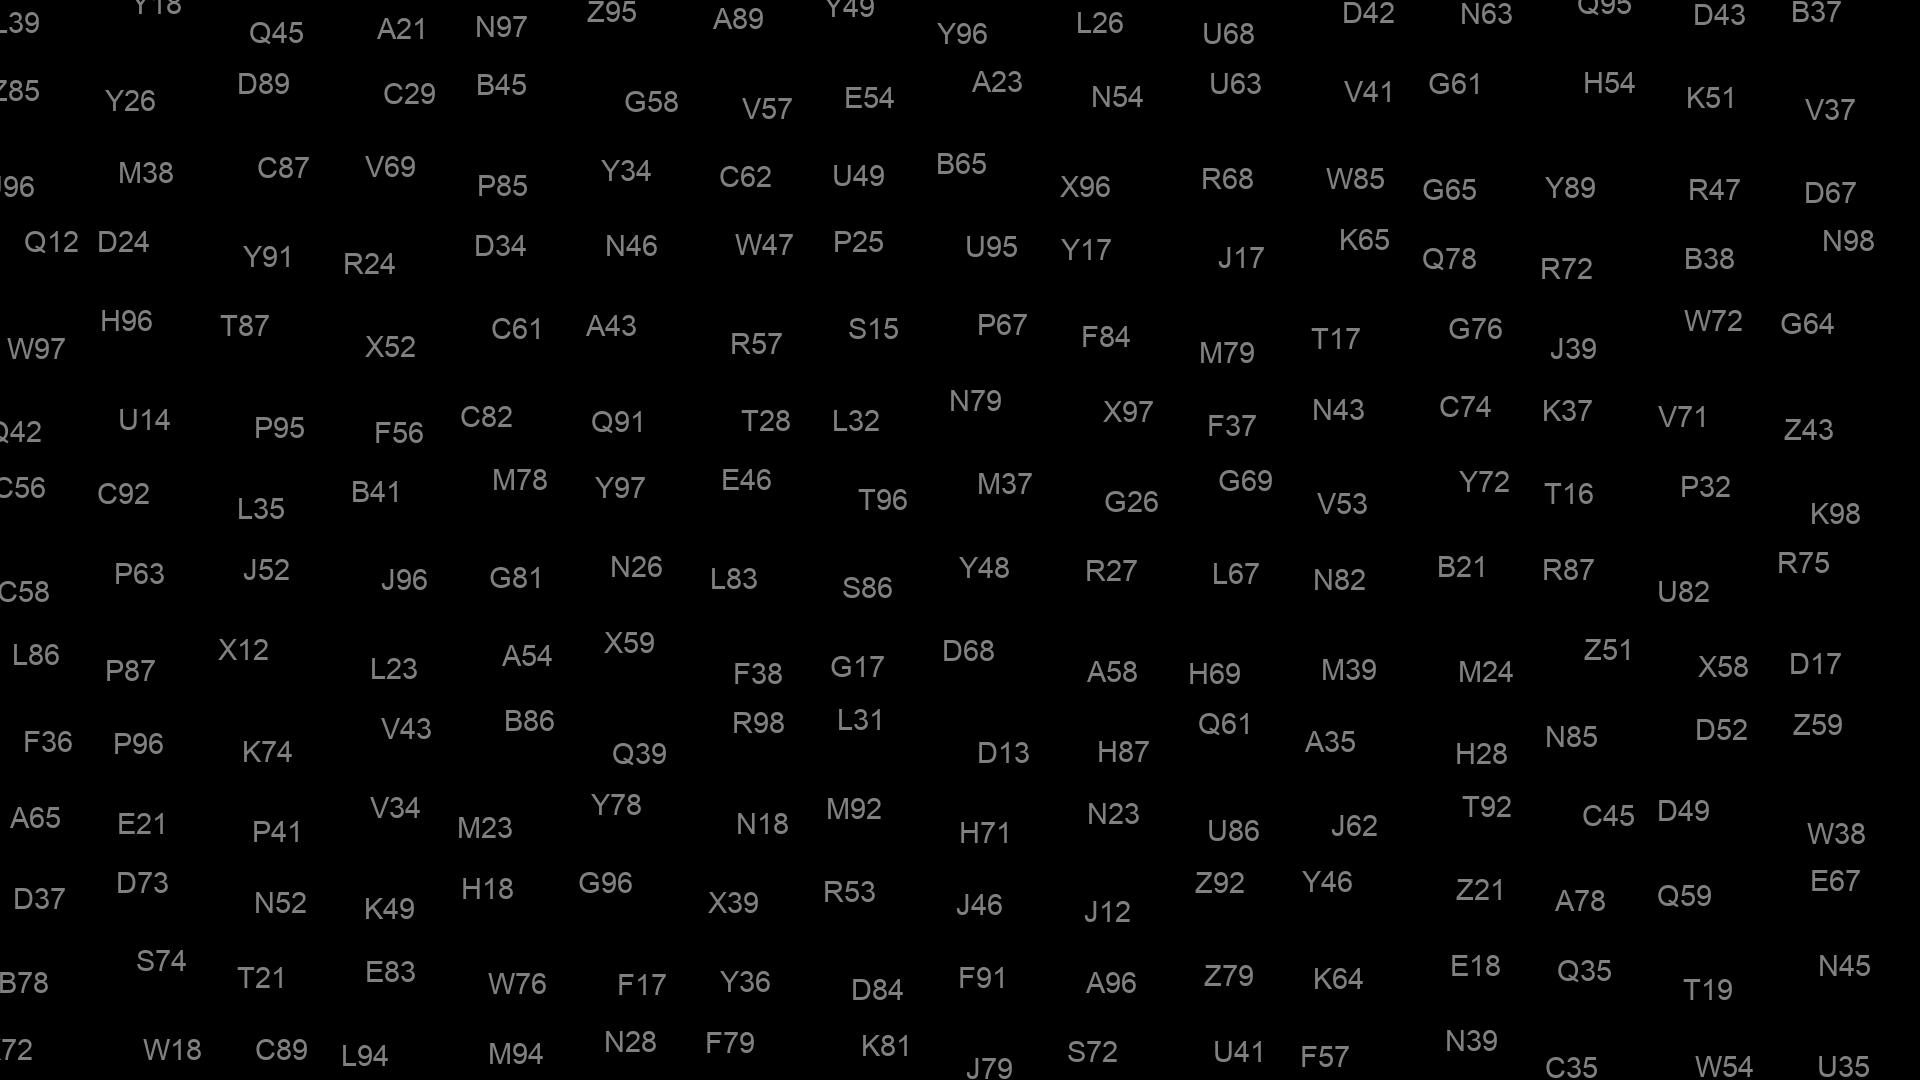 L39 Y18 Q45 A21 N97 Z95 A89 Y49 Y96 L26 U68 D42 N63 Q95 D43 B37
Z85 Y26 D89 C29 B45 G58 V57 E54 A23 N54 U63 V41 G61 H54 K51 V37
M38 C87 V69 P85 Y34 C62 U49 B65 X96 R68 W85 G65 Y89 R47 D67
Q12 D24 Y91 R24 D34 N46 W47 P25 U95 Y17 J17 K65 Q78 R72 B38 N98
W97 H96 T87 X52 C61 A43 R57 S15 P67 F84 M79 T17 G76 J39 W72 G64
Q42 U14 P95 F56 C82 Q91 T28 L32 N79 X97 F37 N43 C74 K37 V71 Z43
C56 C92 L35 B41 M78 Y97 E46 T96 M37 G26 G69 V53 Y72 T16 P32 K98
C58 P63 J52 J96 G81 N26 L83 S86 Y48 R27 L67 N82 B21 R87 U82 R75
L86 P87 X12 L23 A54 X59 F38 G17 D68 A58 H69 M39 M24 Z51 X58 D17
F36 P96 K74 V43 B86 Q39 R98 L31 D13 H87 Q61 A35 H28 N85 D52 Z59
A65 E21 P41 V34 M23 Y78 N18 M92 H71 N23 U86 J62 T92 C45 D49 W38
D37 D73 N52 K49 H18 G96 X39 R53 J46 J12 Z92 Y46 Z21 A78 Q59 E67
B78 S74 T21 E83 W76 F17 Y36 D84 F91 A96 Z79 K64 E18 Q35 T19 N45
W18 C89 L94 M94 N28 F79 K81 J79 S72 U41 F57 N39 C35 W54 U35